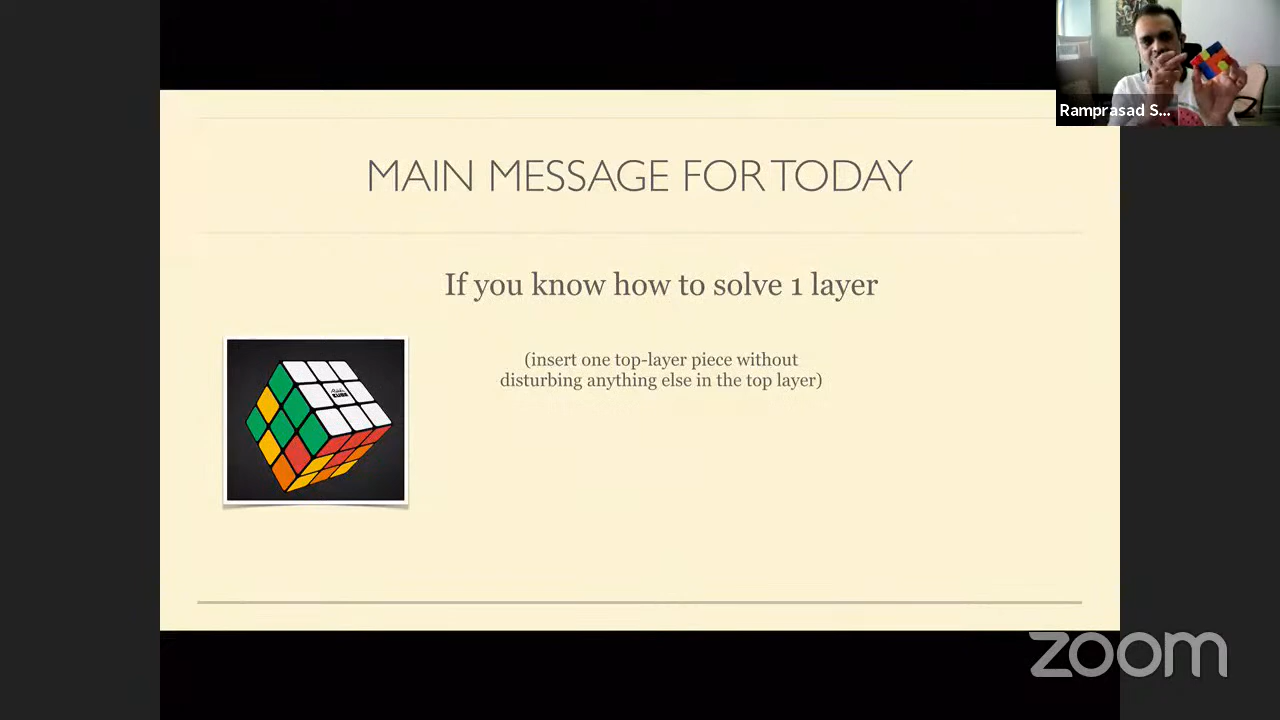 Ramprasad S...
MAIN MESSAGE FOR TODAY
If you know how to solve 1 layer
(insert one top-layer piece without
disturbing anything else in the top layer)
zoom